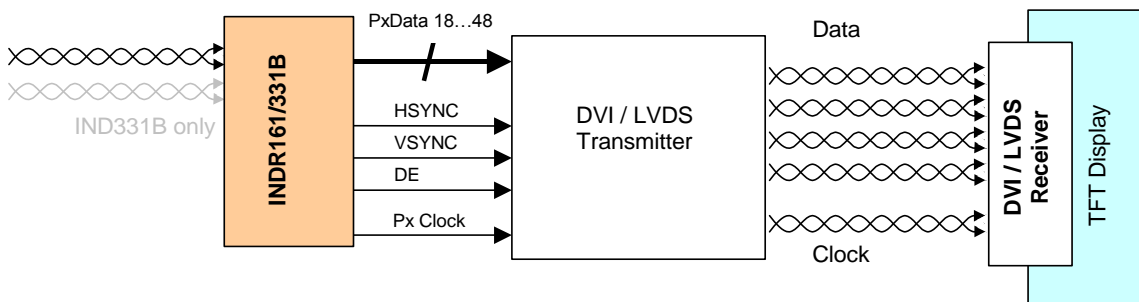 PxData 18…48
Data
IND331B only
INDR161/331B
HSYNC
VSYNC
DE
Px Clock
DVI / LVDS
Transmitter
Clock
DVI / LVDS
Receiver
TFT Display